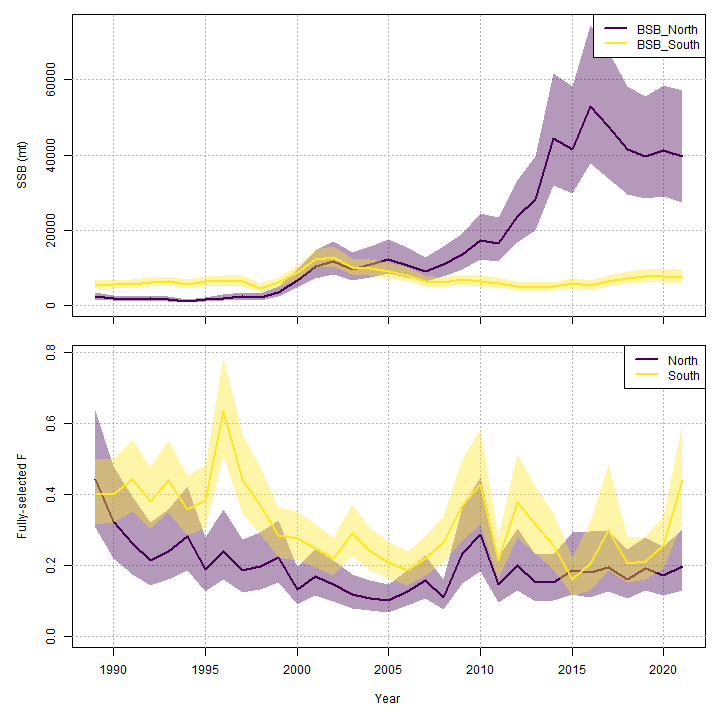 BSB_North
BSB_South
SSB (mt)
60000
40000
20000
0
North
South
Fully-selected F
0.8
0.6
0.4
0.2
0.0
1990 1995 2000 2005 2010 2015 2020
Year